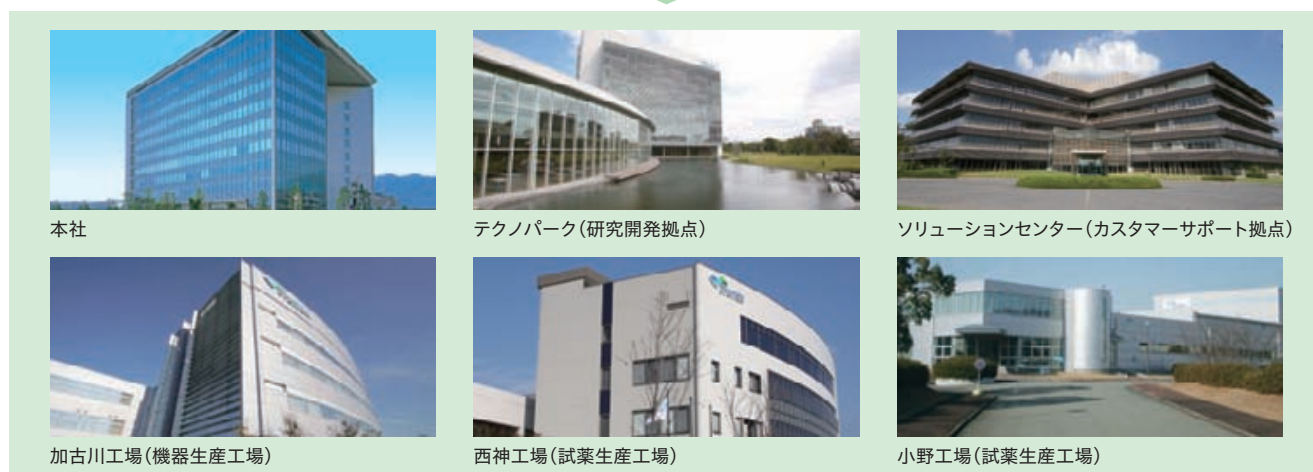 本社
テクノパーク（研究開発拠点）
ソリューションセンター（カスタマーサポート拠点）
加古川工場（機器生産工場）
西神工場（試薬生産工場）
小野工場（試薬生産工場）